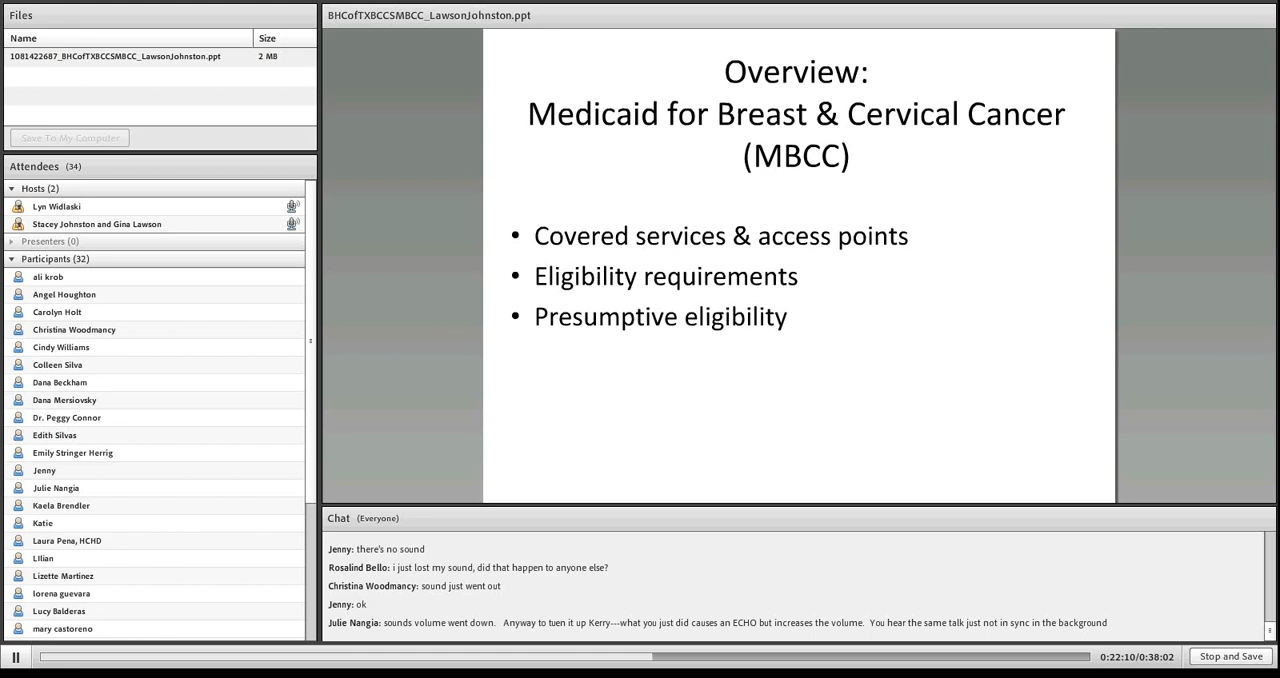 Files
Name Size
1081422687_BHCofTXBCCSMBCC_LawsonJohnston.ppt 2 MB
Save To My Computer
Attendees (34)
Hosts (2)
Lyn Widlaski
Stacey Johnston and Gina Lawson
Presenters (0)
Participants (32)
ali krob
Angel Houghton
Carolyn Holt
Christina Woodmancy
Cindy Williams
Colleen Silva
Dana Beckham
Dana Mersiovsky
Dr. Peggy Connor
Edith Silvas
Emily Stringer Herrig
Jenny
Julie Nangia
Kaela Brendler
Katie
Laura Pena, HCHD
LIlian
Lizette Martinez
lorena guevara
Lucy Balderas
mary castoreno
BHCofTXBCCSMBCC_LawsonJohnston.ppt
Overview:
Medicaid for Breast & Cervical Cancer
(MBCC)
• Covered services & access points
• Eligibility requirements
• Presumptive eligibility
Chat (Everyone)
Jenny: there's no sound
Rosalind Bello: i just lost my sound, did that happen to anyone else?
Christina Woodmancy: sound just went out
Jenny: ok
Julie Nangia: sounds volume went down. Anyway to tuen it up Kerry---what you just did causes an ECHO but increases the volume. You hear the same talk just not in sync in the background
0:22:10/0:38:02 Stop and Save